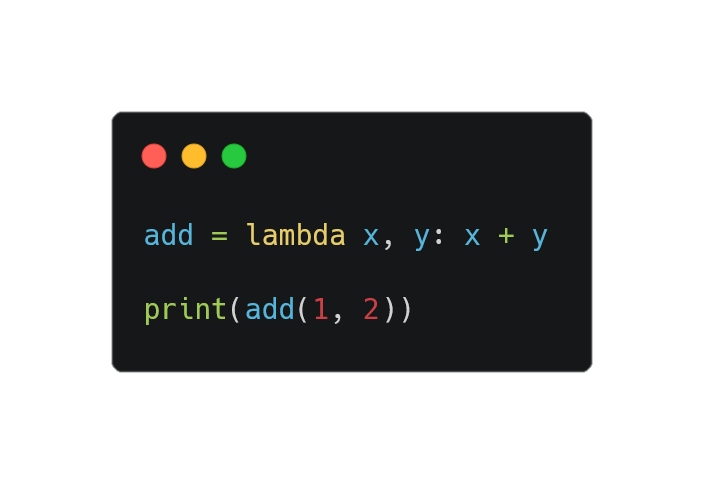 add = lambda x, y: x + y
print(add(1, 2))